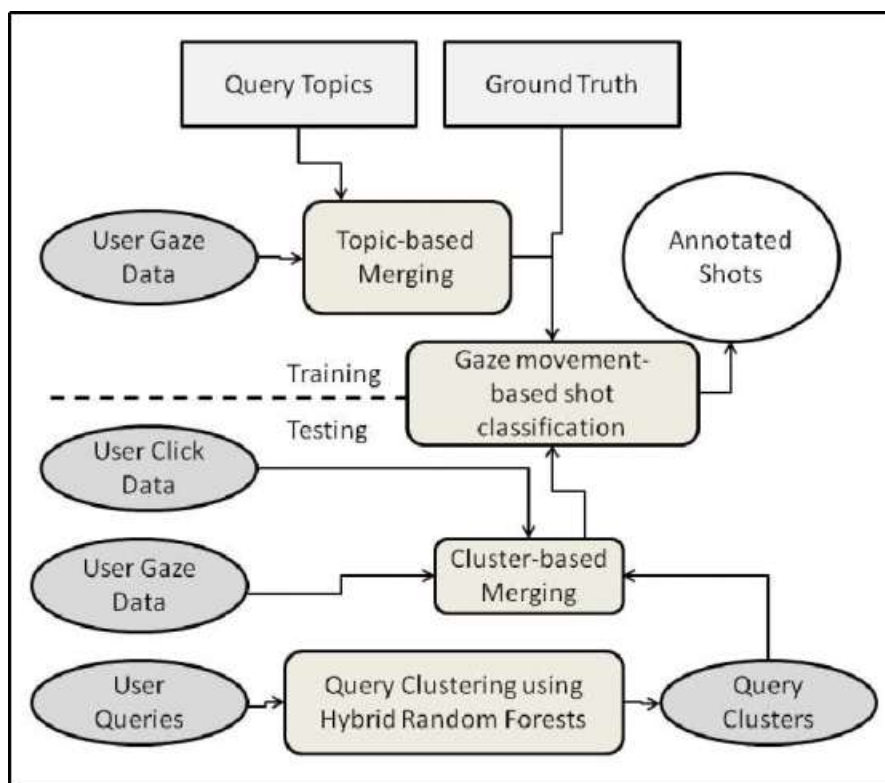 Query Topics
Ground Truth
User Gaze
Data
Topic-based
Merging
Annotated
Shots
Training
Gaze movement-
based shot
classification
Testing
User Click
Data
User Gaze
Data
Cluster-based
Merging
User
Queries
Query Clustering using
Hybrid Random Forests
Query
Clusters